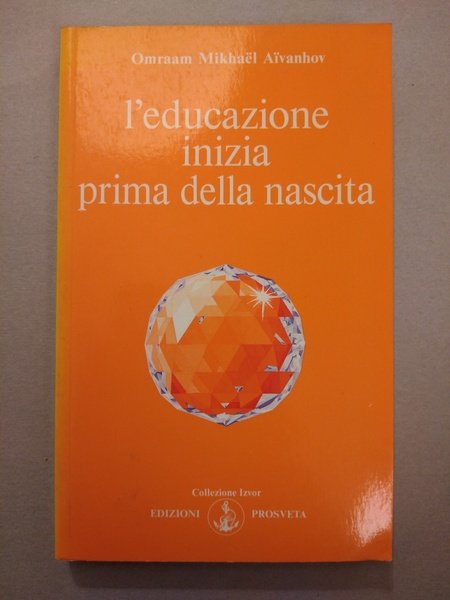 Omraam Mikhaël Aïvanhov
l'educazione
inizia
prima della nascita
Collezione Izvor
EDIZIONI PROSVETA